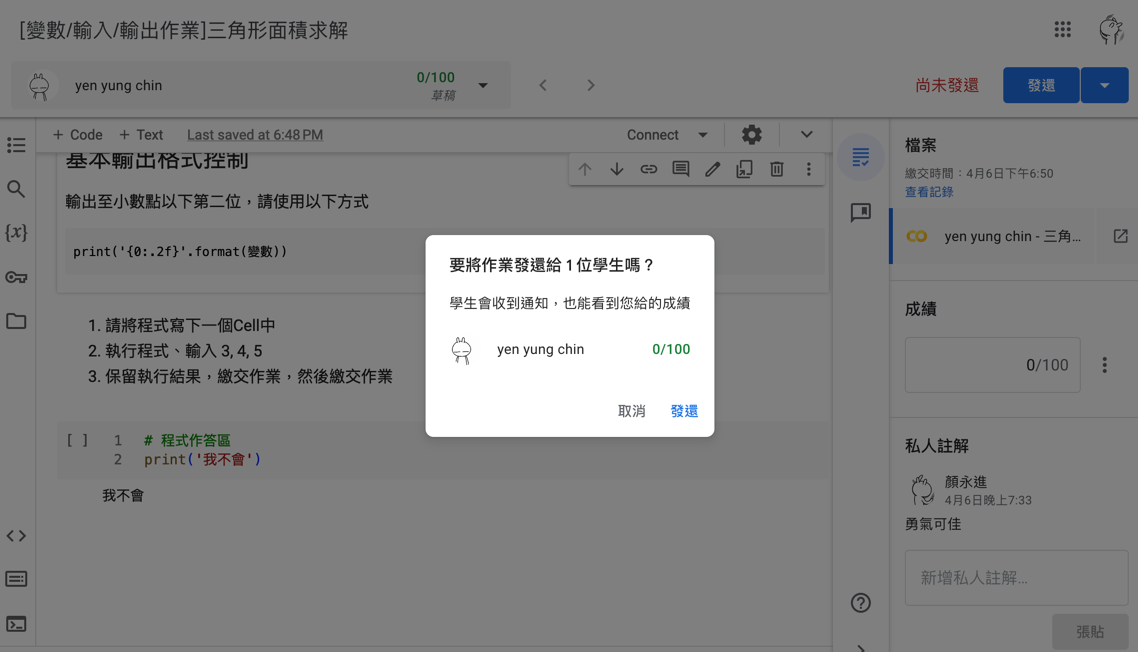 [變數/輸入/輸出作業]三角形面積求解
yen yung chin
0/100
草稿
尚未發還
發還
+ Code + Text Last saved at 6:48 PM
Connect
基本輸出格式控制
輸出至小數點以下第二位，請使用以下方式
print('{0:.2f}'.format(變數))
1. 請將程式寫下一個Cell中
2. 執行程式、輸入 3, 4, 5
3. 保留執行結果，繳交作業，然後繳交作業
[ ] 1 # 程式作答區
2 print('我不會')
我不會
要將作業發還給 1 位學生嗎？
學生會收到通知，也能看到您給的成績
yen yung chin 0/100
取消 發還
檔案
繳交時間：4月6日下午6:50
查看記錄
CO yen yung chin - 三角...
成績
0/100
私人註解
顏永進
4月6日晚上7:33
勇氣可佳
新增私人註解...
張貼
{x}